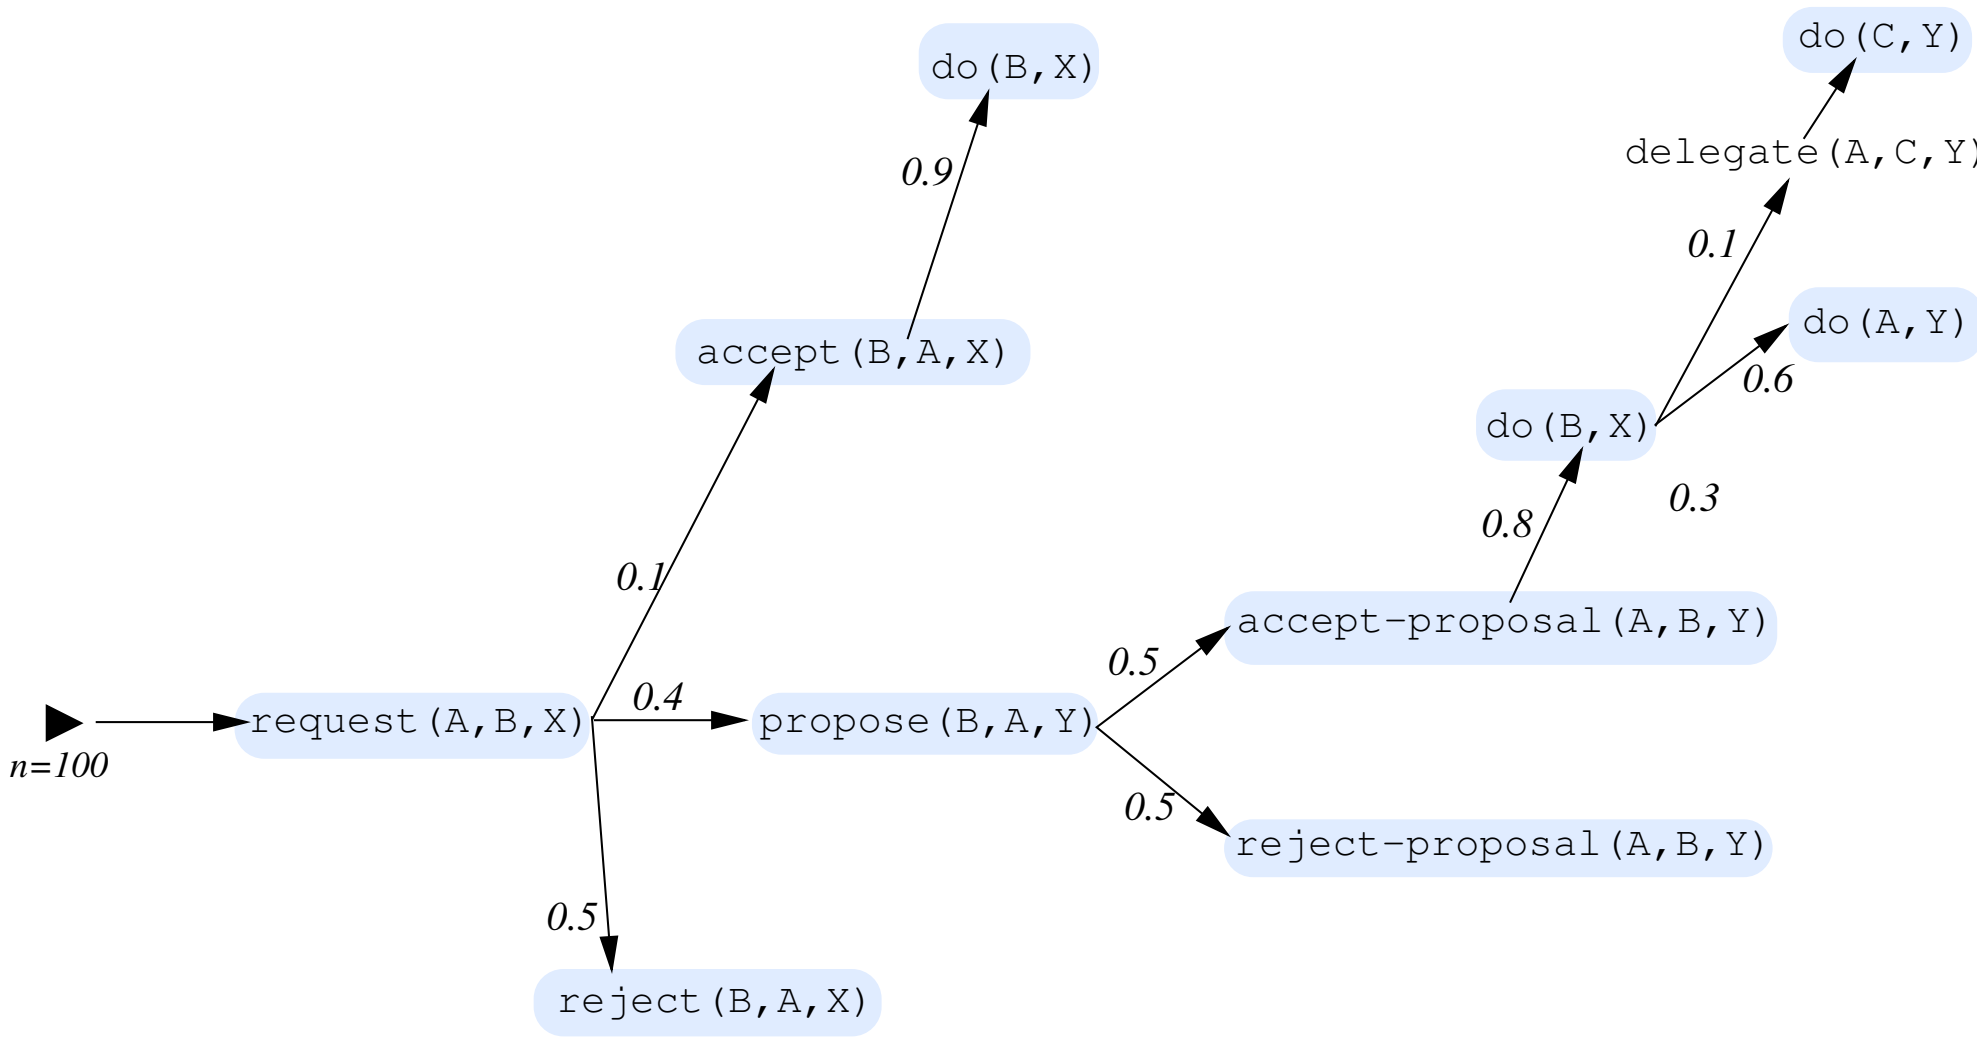 do(C,Y)
do(B,X)
delegate(A,C,Y)
0.9
0.1
do(A,Y)
accept(B,A,X)
0.6
do(B,X)
0.3
0.8
0.1
accept-proposal(A,B,Y)
0.5
0.4
request(A,B,X)
propose(B,A,Y)
n=100
0.5
reject-proposal(A,B,Y)
0.5
reject(B,A,X)